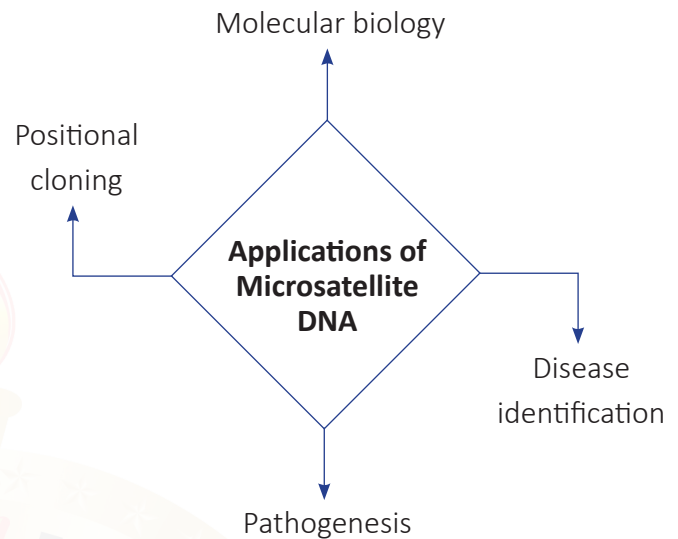 Molecular biology
Positional
cloning
Applications of
Microsatellite
DNA
Disease
identification
Pathogenesis